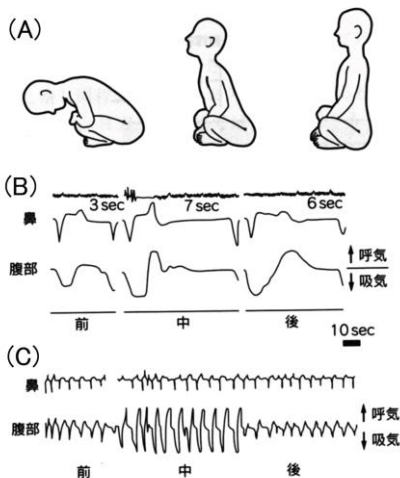 (A)
(B)
3 sec 7 sec 6 sec
鼻
腹部
↑ 呼気
↓ 吸気
前 中 後
10 sec
(C)
鼻
腹部
↑ 呼気
↓ 吸気
前 中 後